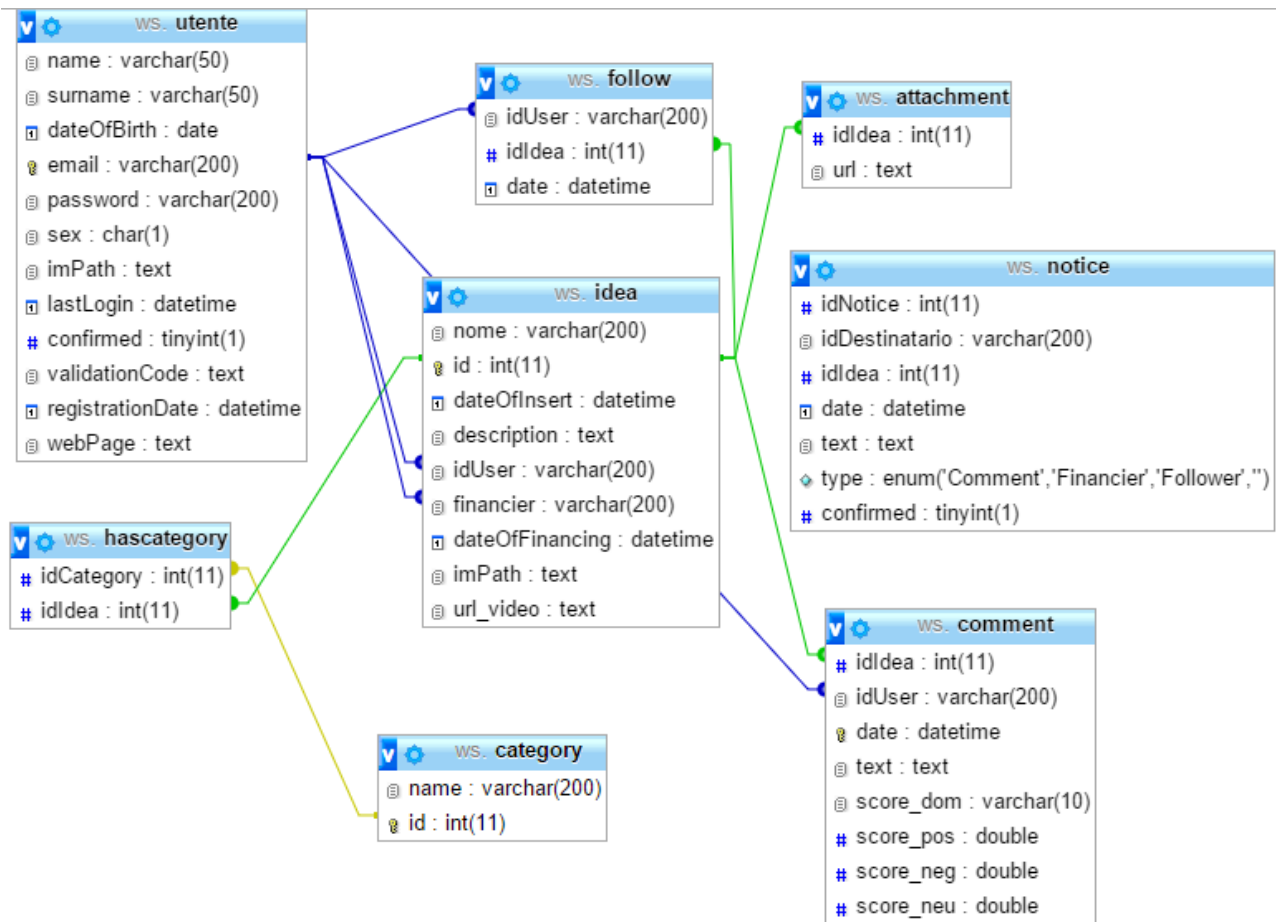 ws. utente
name : varchar(50)
surname : varchar(50)
dateOfBirth : date
email : varchar(200)
password : varchar(200)
sex : char(1)
imPath : text
lastLogin : datetime
confirmed : tinyint(1)
validationCode : text
registrationDate : datetime
webPage : text
ws. follow
idUser : varchar(200)
idIdea : int(11)
date : datetime
ws. attachment
idIdea : int(11)
url : text
ws. idea
nome : varchar(200)
id : int(11)
dateOfInsert : datetime
description : text
idUser : varchar(200)
financier : varchar(200)
dateOfFinancing : datetime
imPath : text
url_video : text
ws. notice
idNotice : int(11)
idDestinatario : varchar(200)
idIdea : int(11)
date : datetime
text : text
type : enum('Comment','Financier','Follower','')
confirmed : tinyint(1)
ws. hascategory
idCategory : int(11)
idIdea : int(11)
ws. category
name : varchar(200)
id : int(11)
ws. comment
idIdea : int(11)
idUser : varchar(200)
date : datetime
text : text
score_dom : varchar(10)
score_pos : double
score_neg : double
score_neu : double